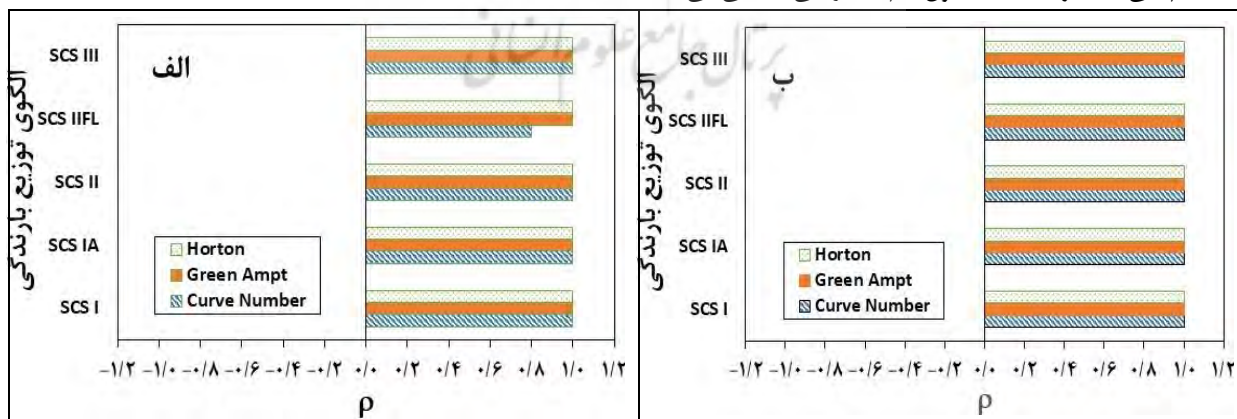 پرتال جامع علوم انسانی
الگوی توزیع بارندگی
الف
SCS III
SCS IIFL
SCS II
SCS IA
SCS I
Horton
Green Ampt
Curve Number
-۱/۲ -۱/۰ -۰/۸ -۰/۶ -۰/۴ -۰/۲ ۰/۰ ۰/۲ ۰/۴ ۰/۶ ۰/۸ ۱/۰ ۱/۲
ρ
الگوی توزیع بارندگی
ب
SCS III
SCS IIFL
SCS II
SCS IA
SCS I
Horton
Green Ampt
Curve Number
-۱/۲ -۱/۰ -۰/۸ -۰/۶ -۰/۴ -۰/۲ ۰/۰ ۰/۲ ۰/۴ ۰/۶ ۰/۸ ۱/۰ ۱/۲
ρ